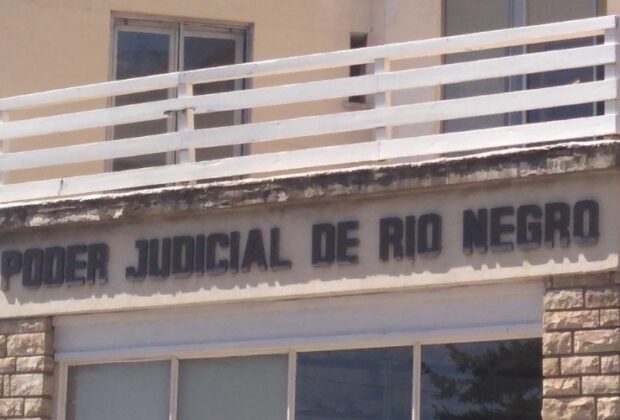 PODER JUDICIAL DE RIO NEGRO